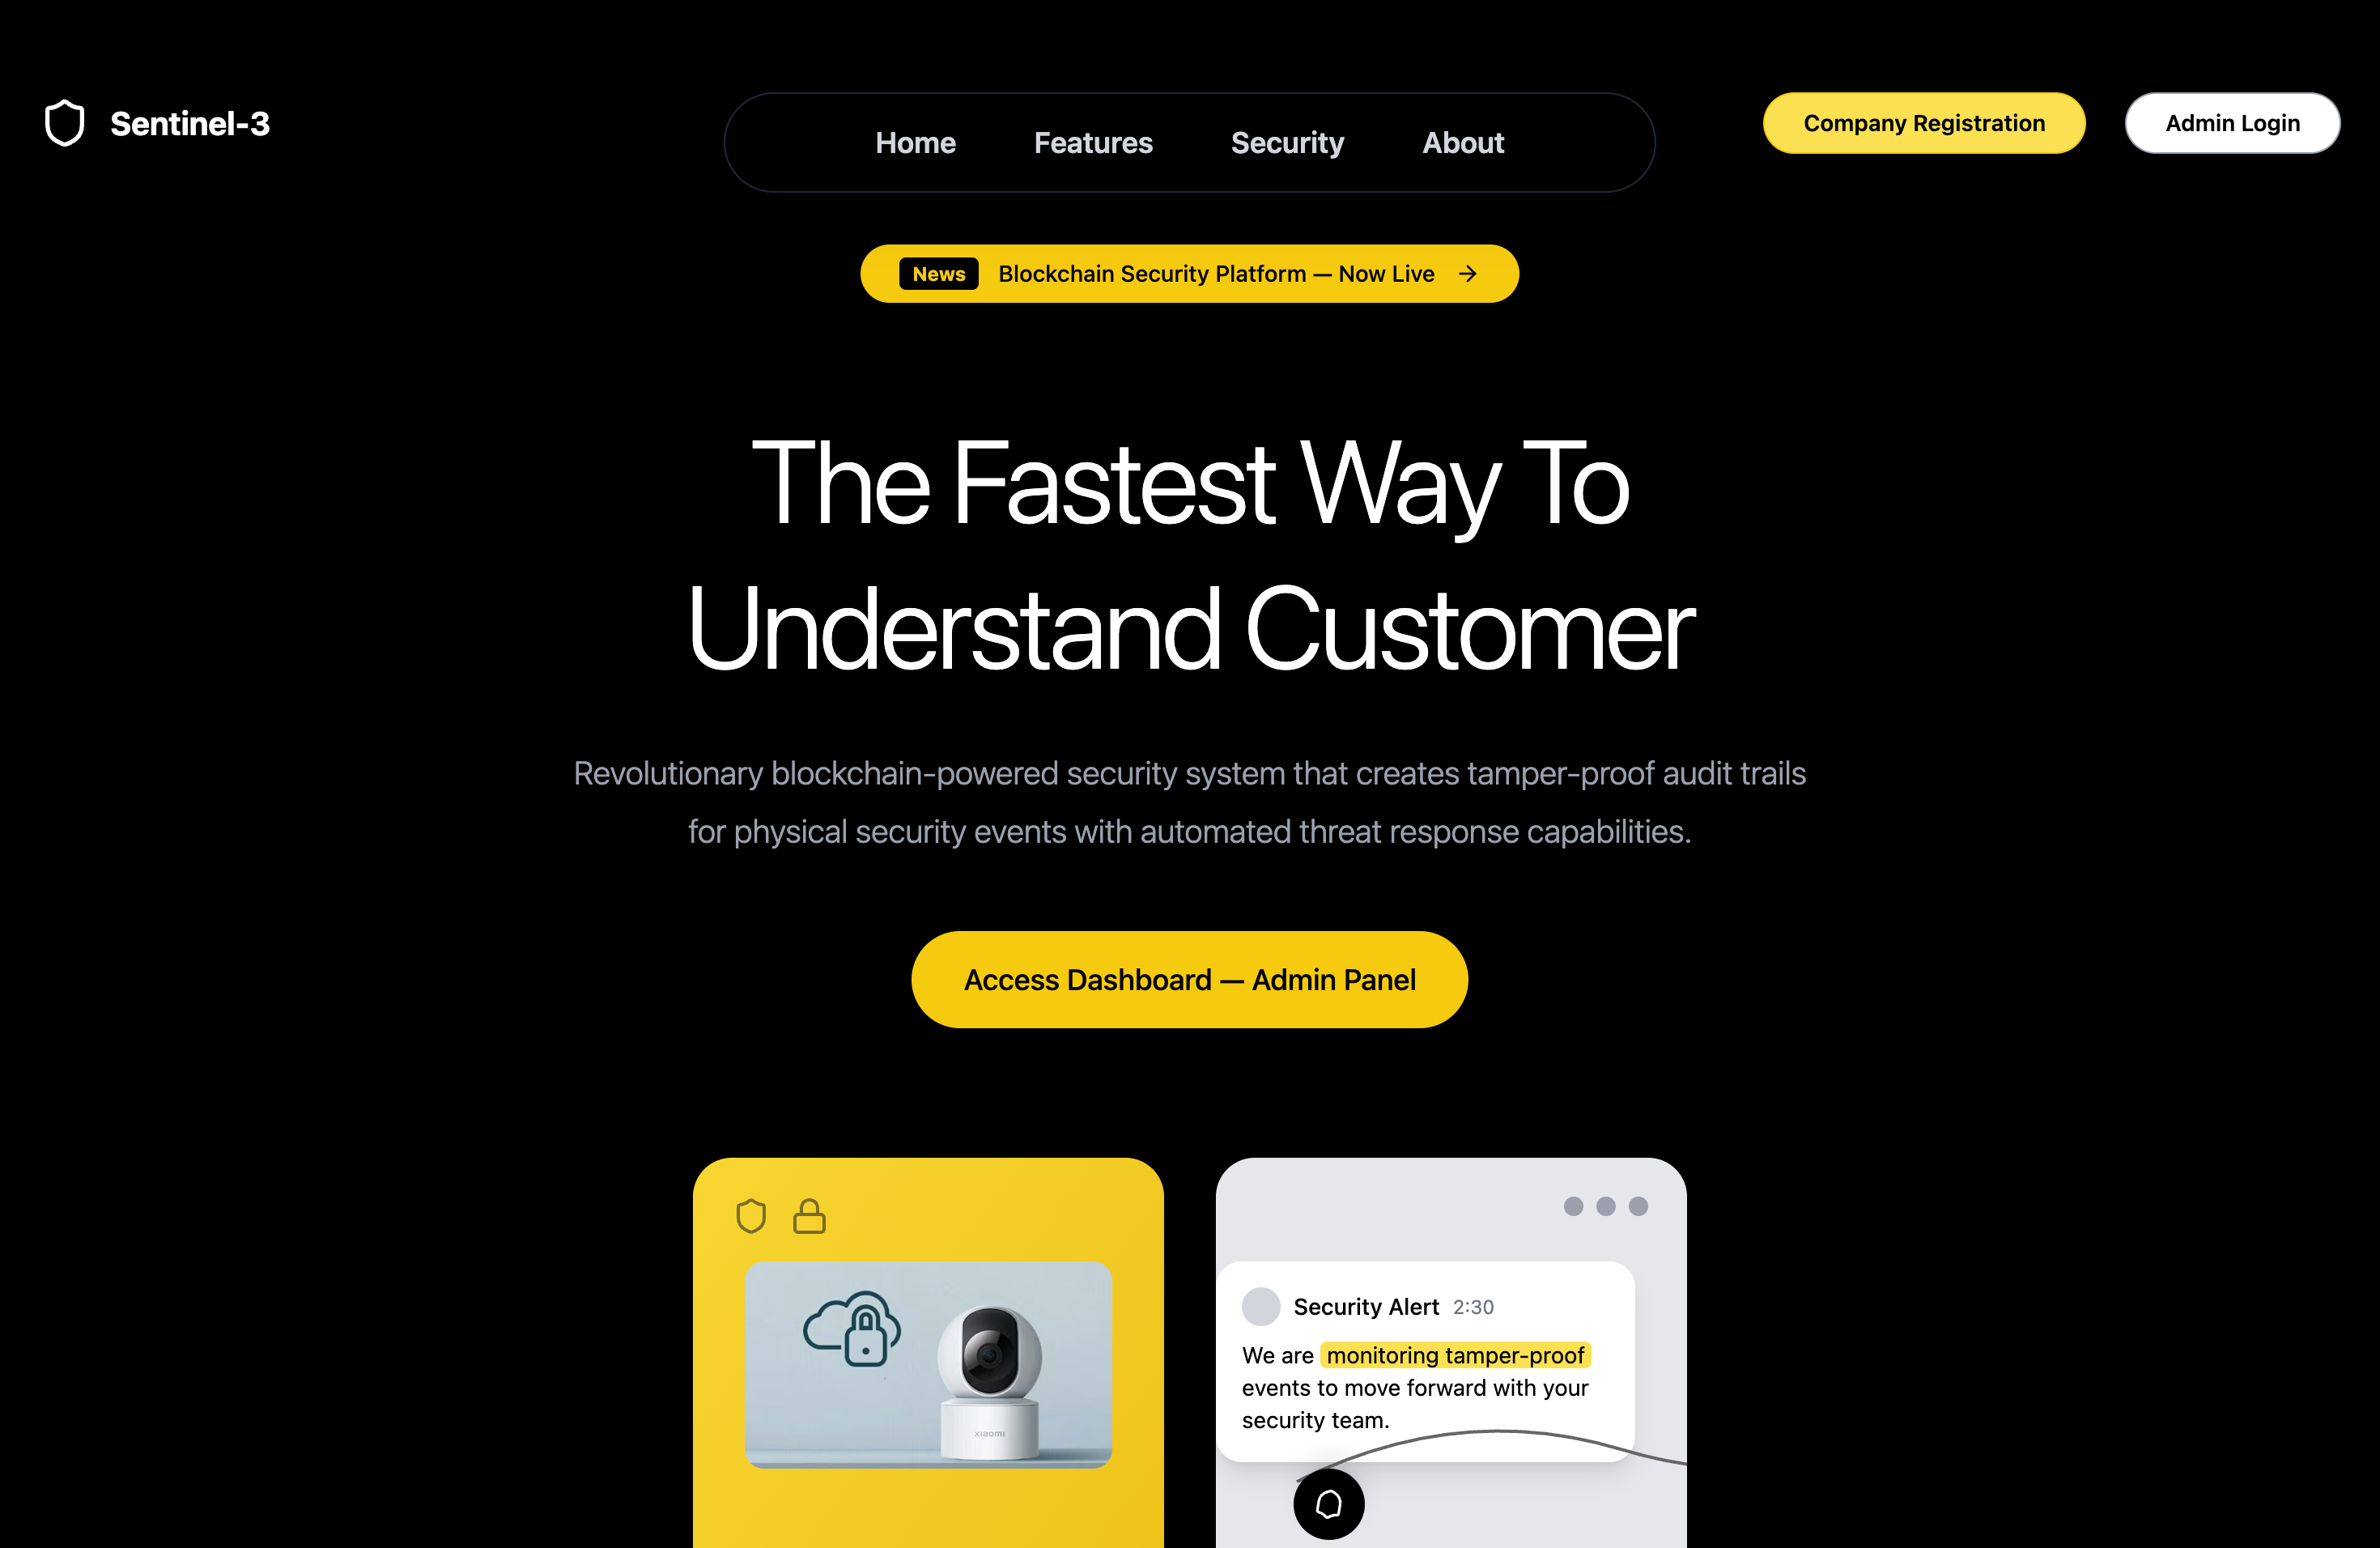 Sentinel-3
Home Features Security About
Company Registration
Admin Login
News Blockchain Security Platform — Now Live →
The Fastest Way To
Understand Customer
Revolutionary blockchain-powered security system that creates tamper-proof audit trails
for physical security events with automated threat response capabilities.
Access Dashboard — Admin Panel
xiaomi
Security Alert 2:30
We are monitoring tamper-proof
events to move forward with your
security team.